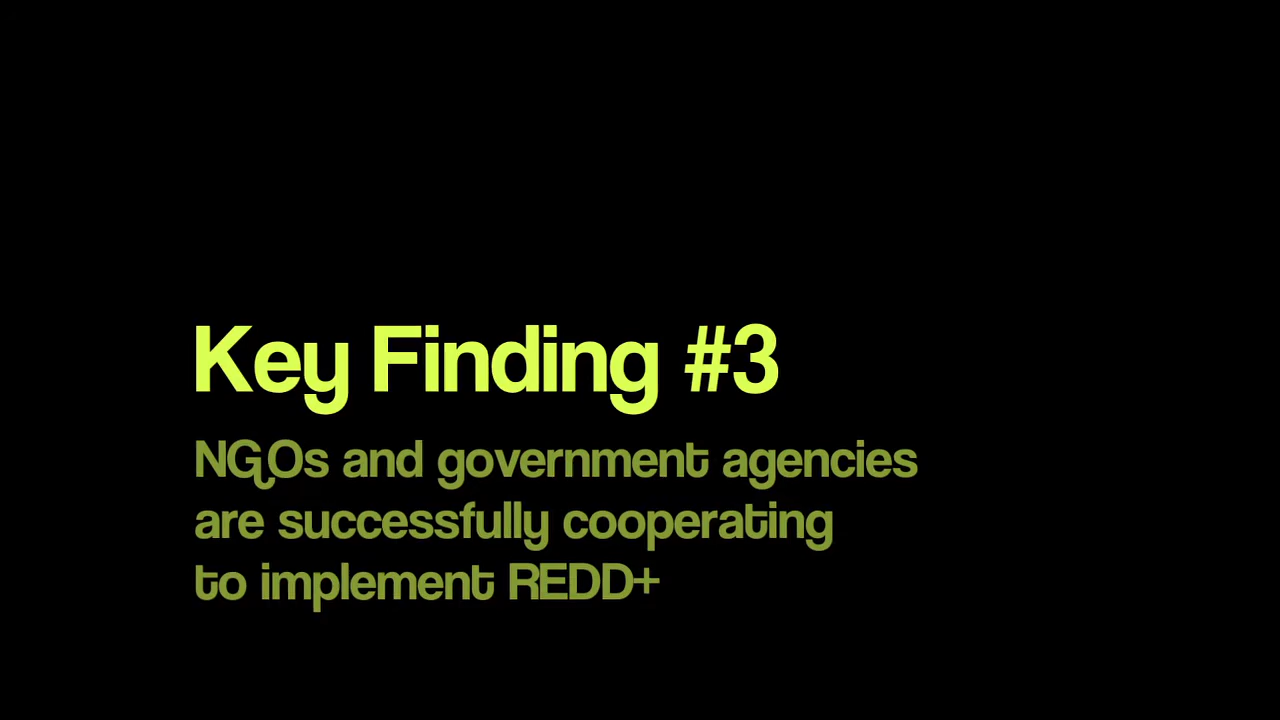 Key Finding #3
NGOs and government agencies
are successfully cooperating
to implement REDD+